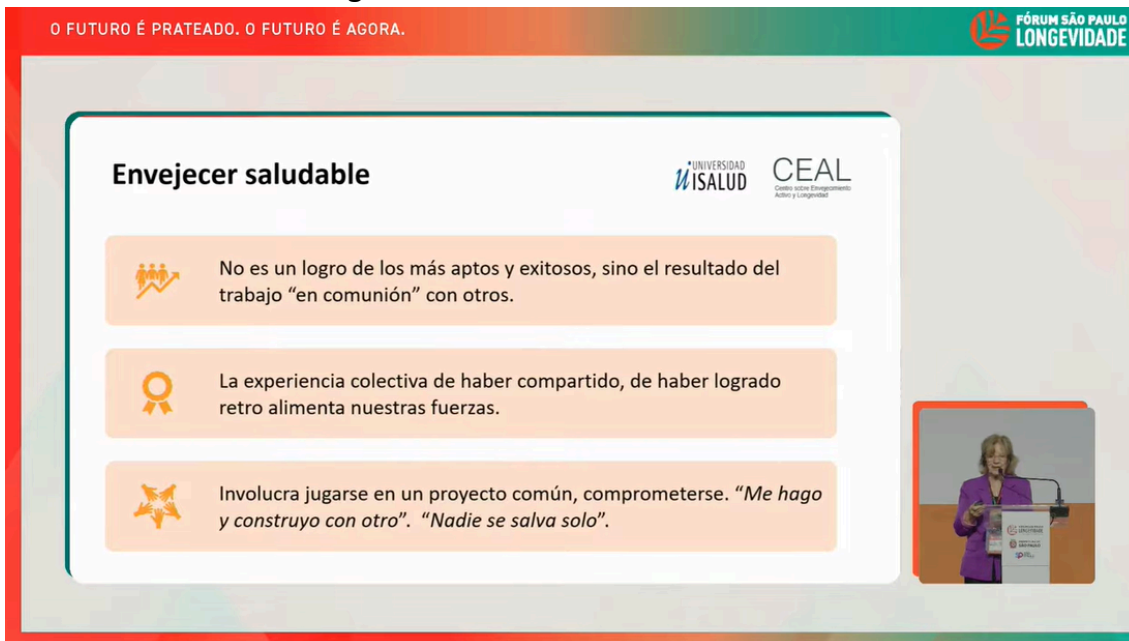 O FUTURO É PRATEADO. O FUTURO É AGORA.
FÓRUM SÃO PAULO
LONGEVIDADE
Envejecer saludable
UNIVERSIDAD
ISALUD
CEAL
Centro sobre Envejecimiento
Activo y Longevidad
No es un logro de los más aptos y exitosos, sino el resultado del
trabajo “en comunión” con otros.
La experiencia colectiva de haber compartido, de haber logrado
retro alimenta nuestras fuerzas.
Involucra jugarse en un proyecto común, comprometerse. “Me hago
y construyo con otro”. “Nadie se salva solo”.
LONGEVIDADE